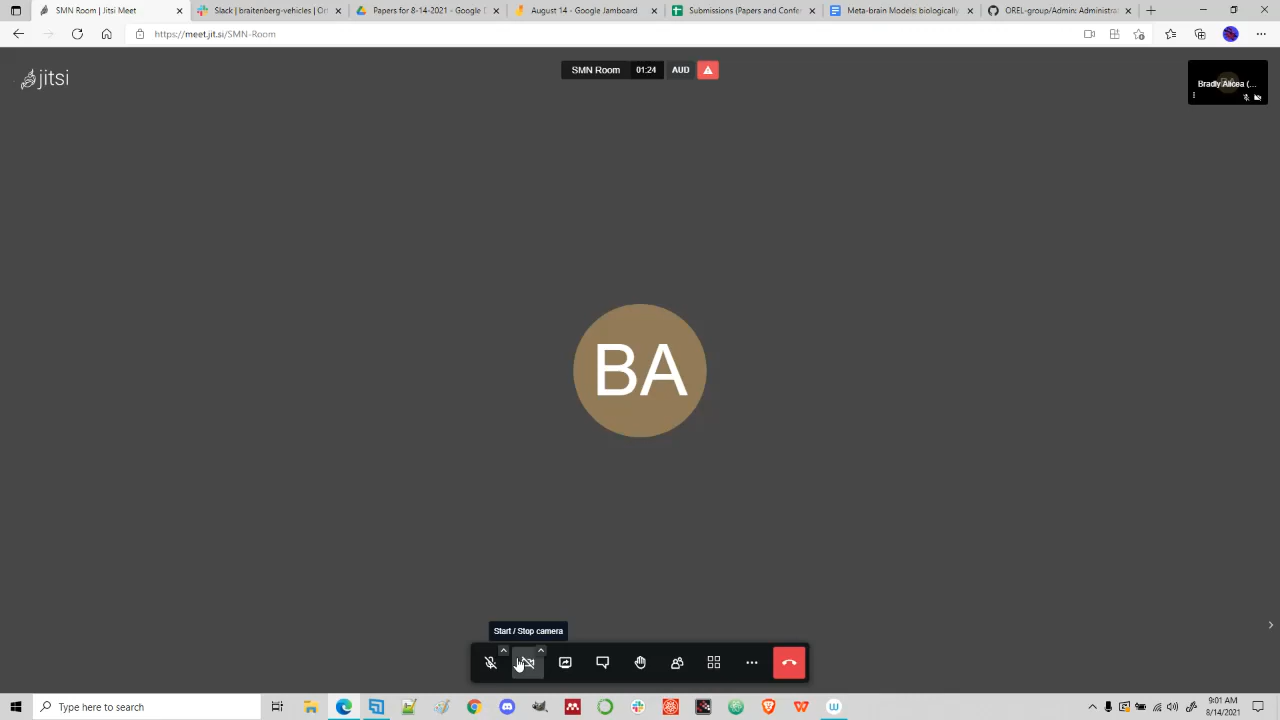 SMN Room | Jitsi Meet
Slack | braitenberg-vehicles | Or
Papers for 8-14-2021 - Google D
August 14 - Google Jamboard
Submissions (Papers and Confe
Meta-brain Models: biologically
OREL-group/Admin: Administra
https://meet.jit.si/SMN-Room
jitsi
SMN Room
01:24
AUD
Bradly Alicea (...
BA
Start / Stop camera
Type here to search
9:01 AM
8/14/2021